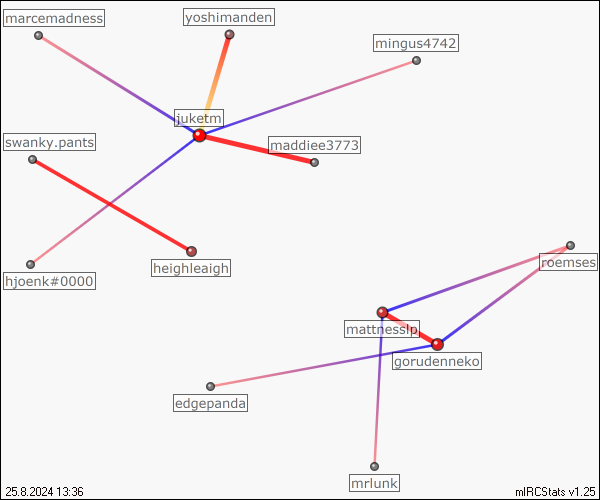 marcemadness
yoshimanden
mingus4742
juketm
swanky.pants
maddiee3773
heighleaigh
hjoenk#0000
roemses
mattnesslp
gorudenneko
edgepanda
mrlunk
25.8.2024 13:36
mIRCStats v1.25